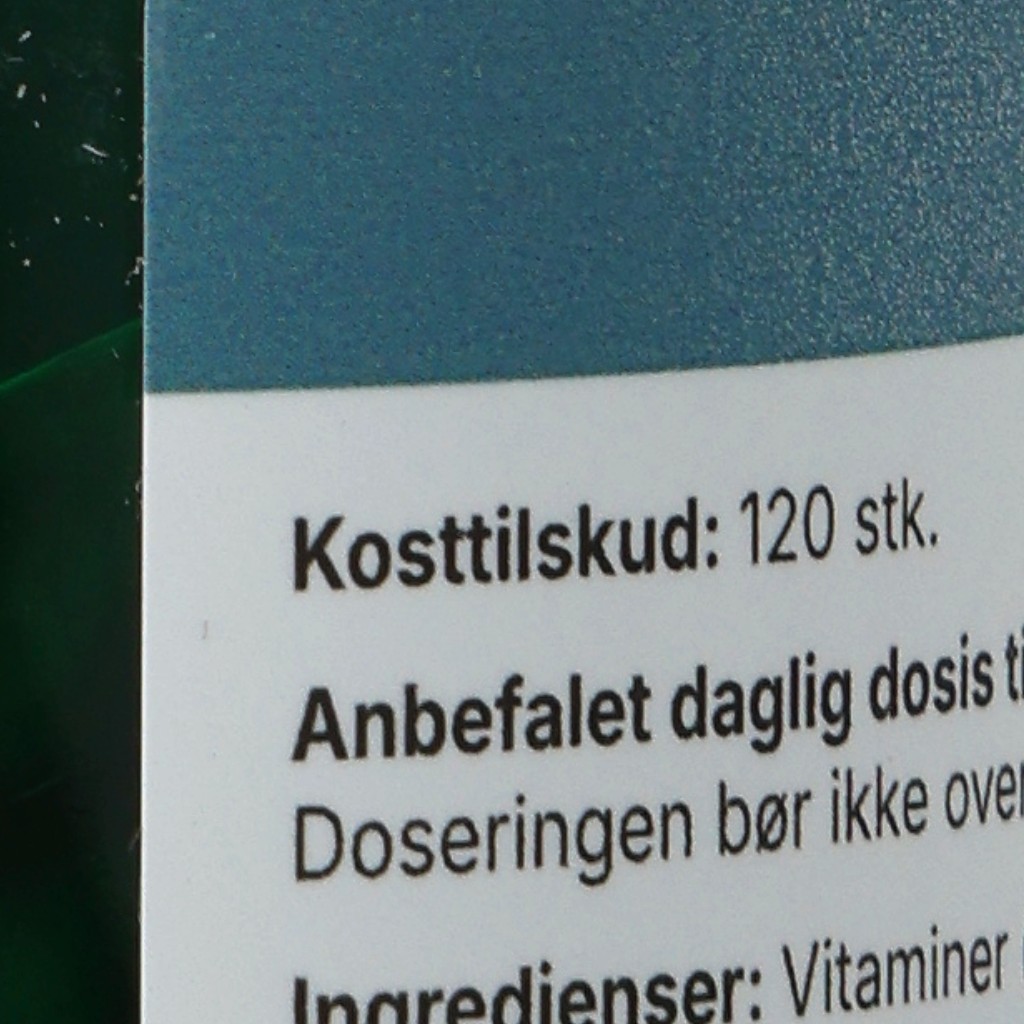 Kosttilskud: 120 stk.
Anbefalet daglig dosis
Doseringen bør ikke
Ingredienser: Vitaminer